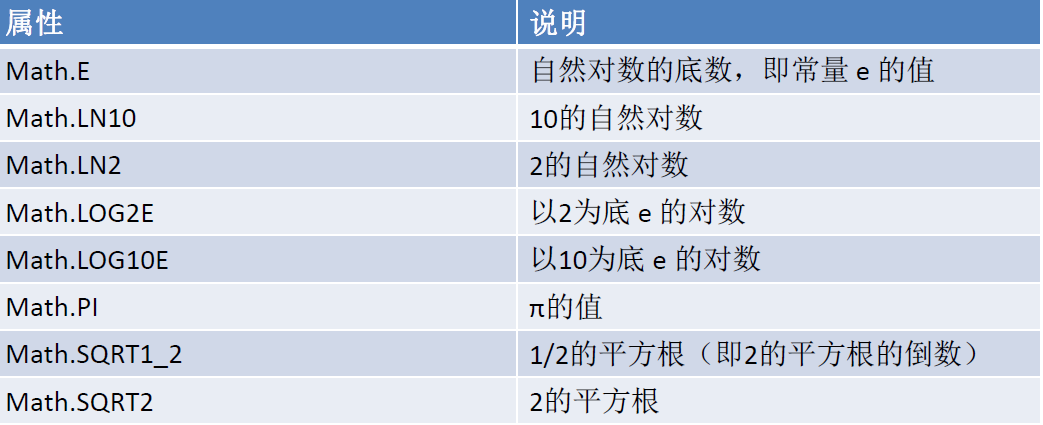 属性 说明
Math.E 自然对数的底数，即常量 e 的值
Math.LN10 10的自然对数
Math.LN2 2的自然对数
Math.LOG2E 以2为底 e 的对数
Math.LOG10E 以10为底 e 的对数
Math.PI π的值
Math.SQRT1_2 1/2的平方根（即2的平方根的倒数）
Math.SQRT2 2的平方根